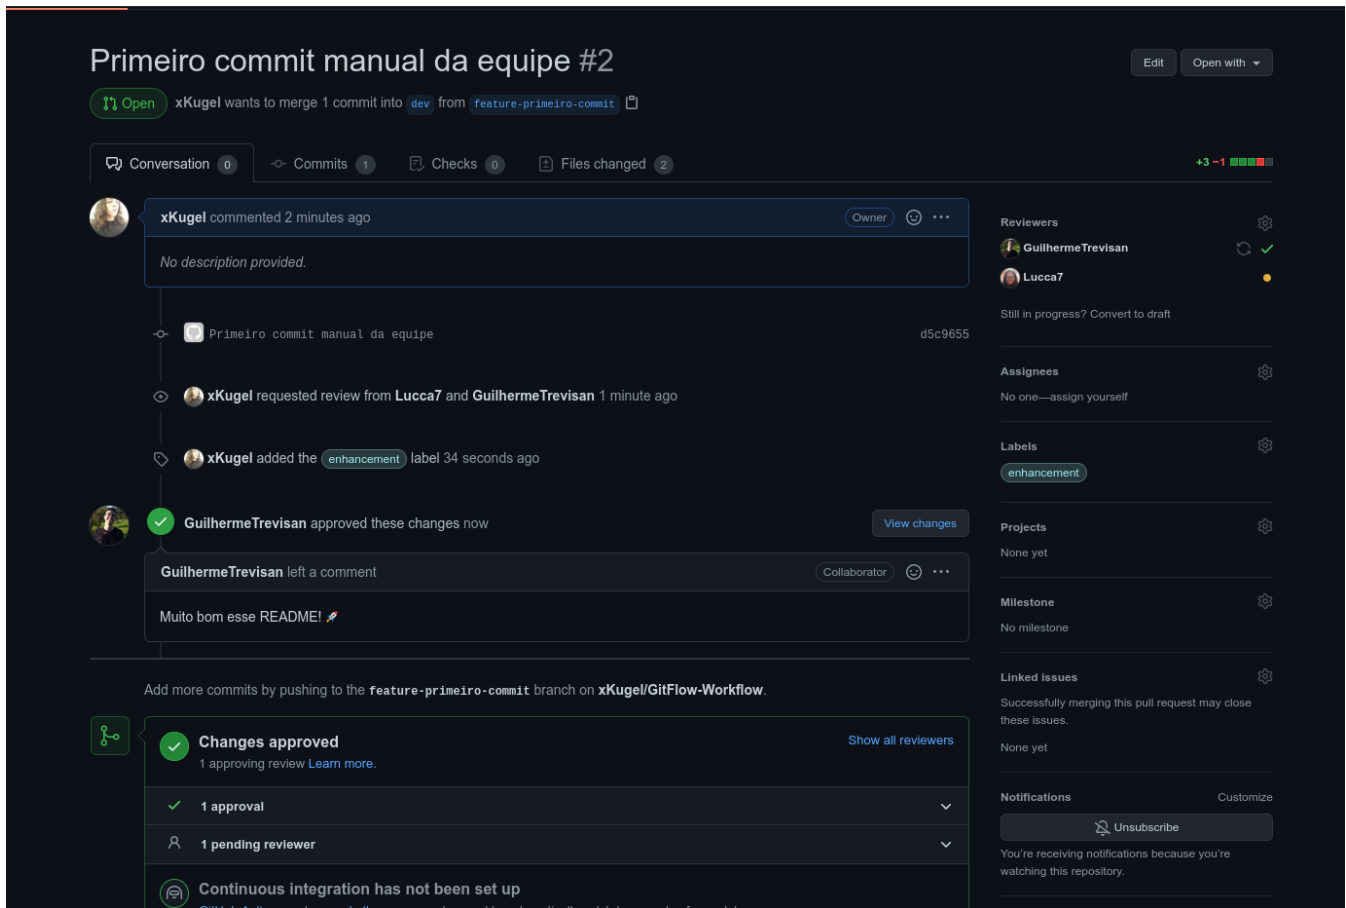 Primeiro commit manual da equipe #2
Edit
Open with
Open
xKugel wants to merge 1 commit into dev from feature-primeiro-commit
Conversation 0
Commits 1
Checks 0
Files changed 2
+3 −1
xKugel commented 2 minutes ago
Owner
No description provided.
Primeiro commit manual da equipe
d5c9655
xKugel requested review from Lucca7 and GuilhermeTrevisan 1 minute ago
xKugel added the enhancement label 34 seconds ago
GuilhermeTrevisan approved these changes now
View changes
GuilhermeTrevisan left a comment
Collaborator
Muito bom esse README! 🚀
Add more commits by pushing to the feature-primeiro-commit branch on xKugel/GitFlow-Workflow.
Changes approved
1 approving review Learn more.
Show all reviewers
1 approval
1 pending reviewer
Continuous integration has not been set up
Reviewers
GuilhermeTrevisan
Lucca7
Still in progress? Convert to draft
Assignees
No one—assign yourself
Labels
enhancement
Projects
None yet
Milestone
No milestone
Linked issues
Successfully merging this pull request may close
these issues.
None yet
Notifications
Customize
Unsubscribe
You're receiving notifications because you're
watching this repository.